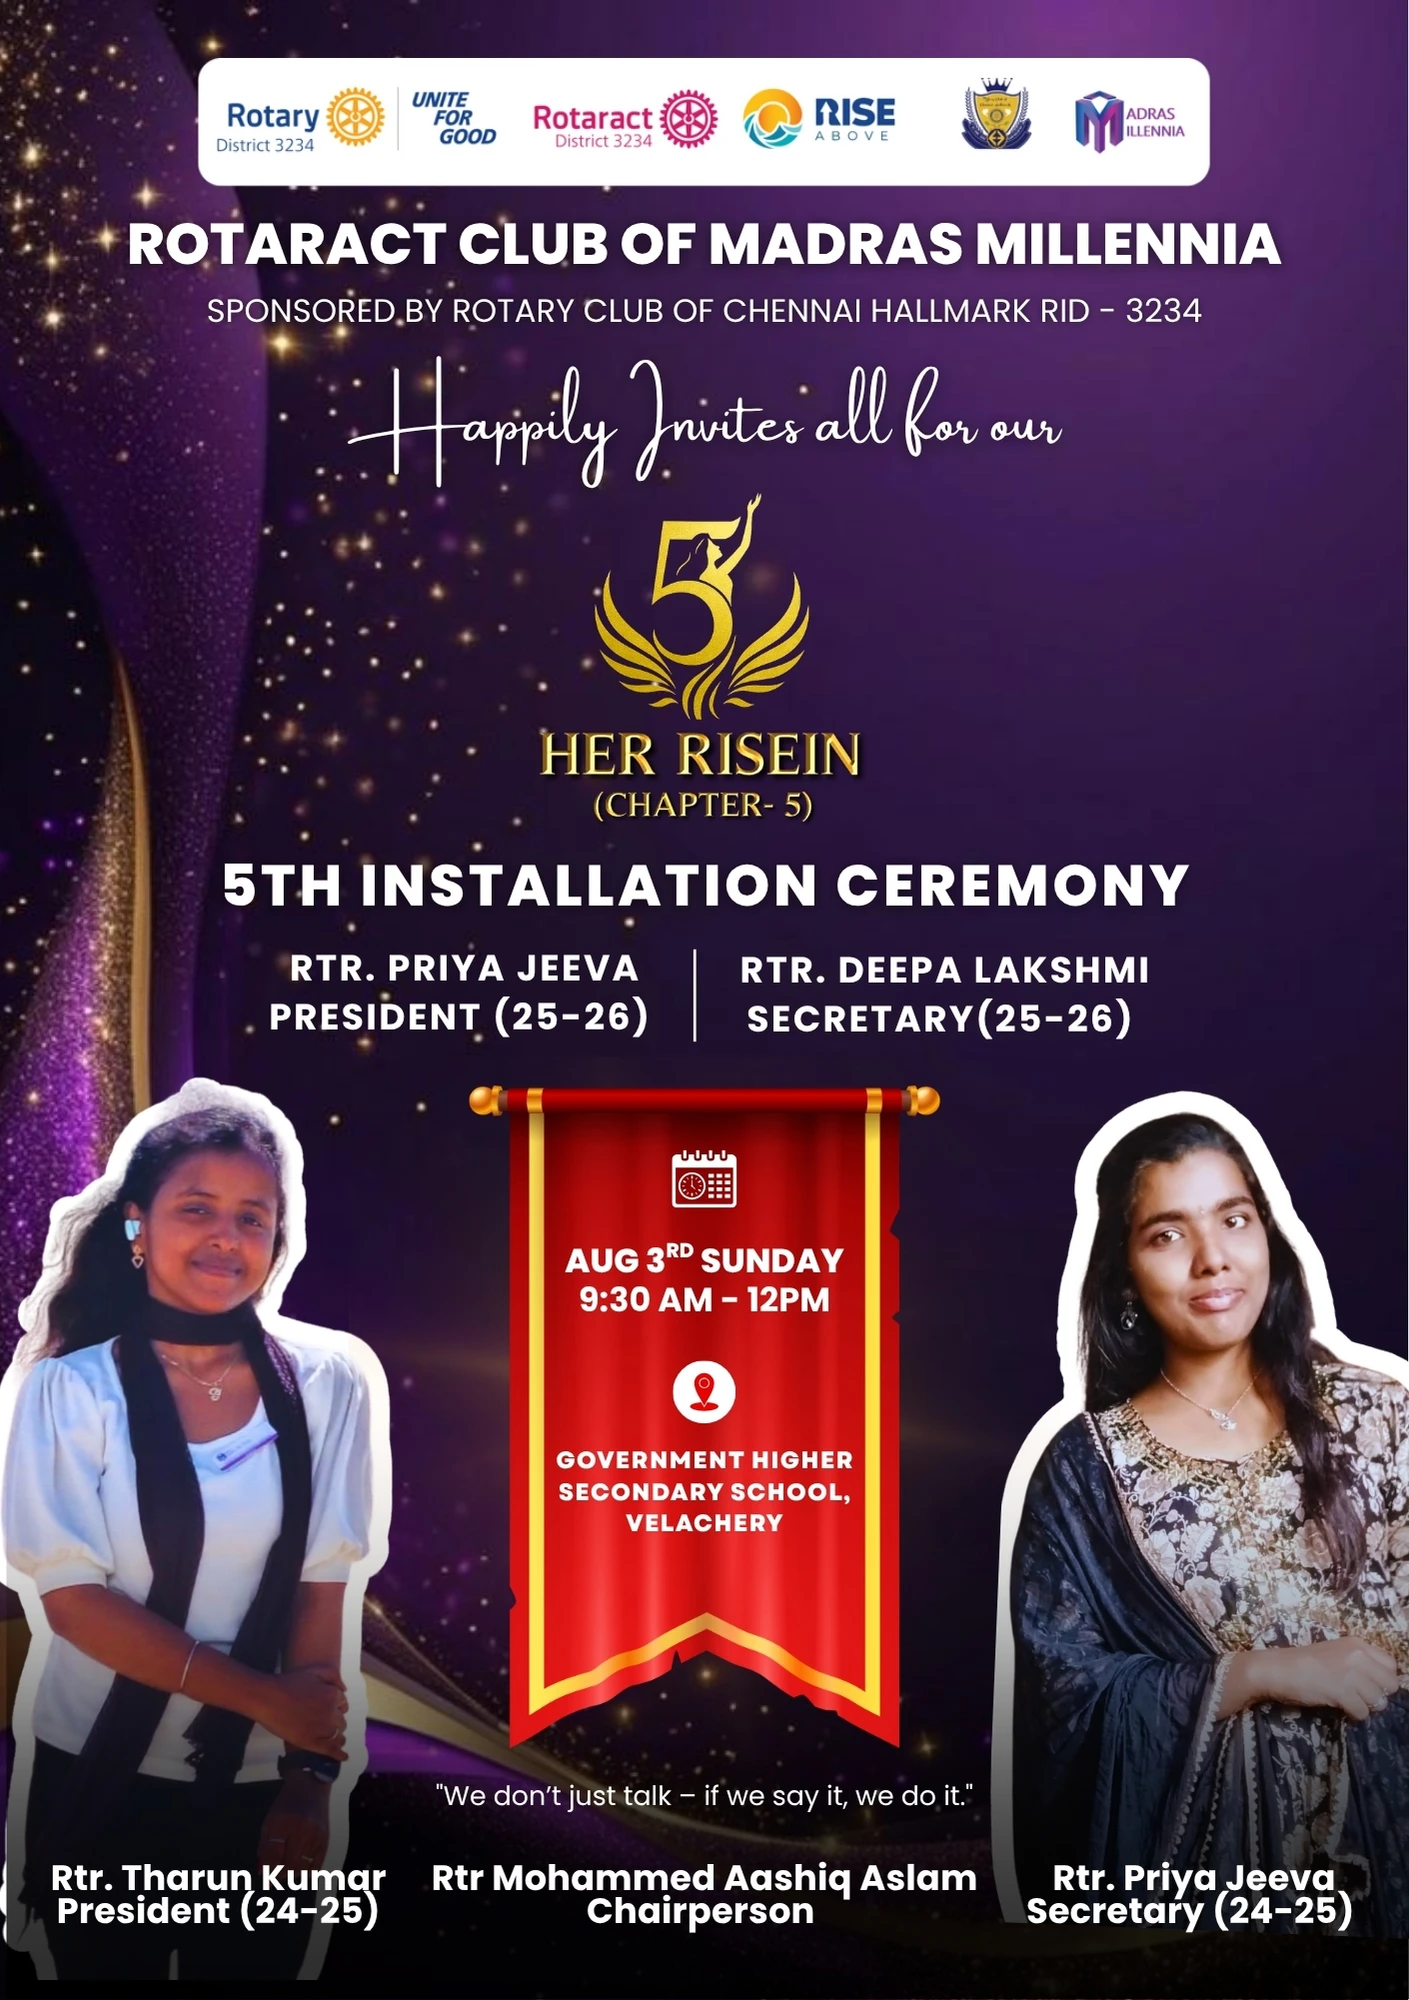 Rotary
District 3234
UNITE
FOR
GOOD
Rotaract
District 3234
RISE
ABOVE
MADRAS
MILLENNIA
ROTARACT CLUB OF MADRAS MILLENNIA
SPONSORED BY ROTARY CLUB OF CHENNAI HALLMARK RID - 3234
Happily Invites all for our
5
HER RISEIN
(CHAPTER- 5)
5TH INSTALLATION CEREMONY
RTR. PRIYA JEEVA
PRESIDENT (25-26)
RTR. DEEPA LAKSHMI
SECRETARY(25-26)
AUG 3RD SUNDAY
9:30 AM - 12PM
GOVERNMENT HIGHER
SECONDARY SCHOOL,
VELACHERY
"We don't just talk – if we say it, we do it."
Rtr. Tharun Kumar
President (24-25)
Rtr Mohammed Aashiq Aslam
Chairperson
Rtr. Priya Jeeva
Secretary (24-25)